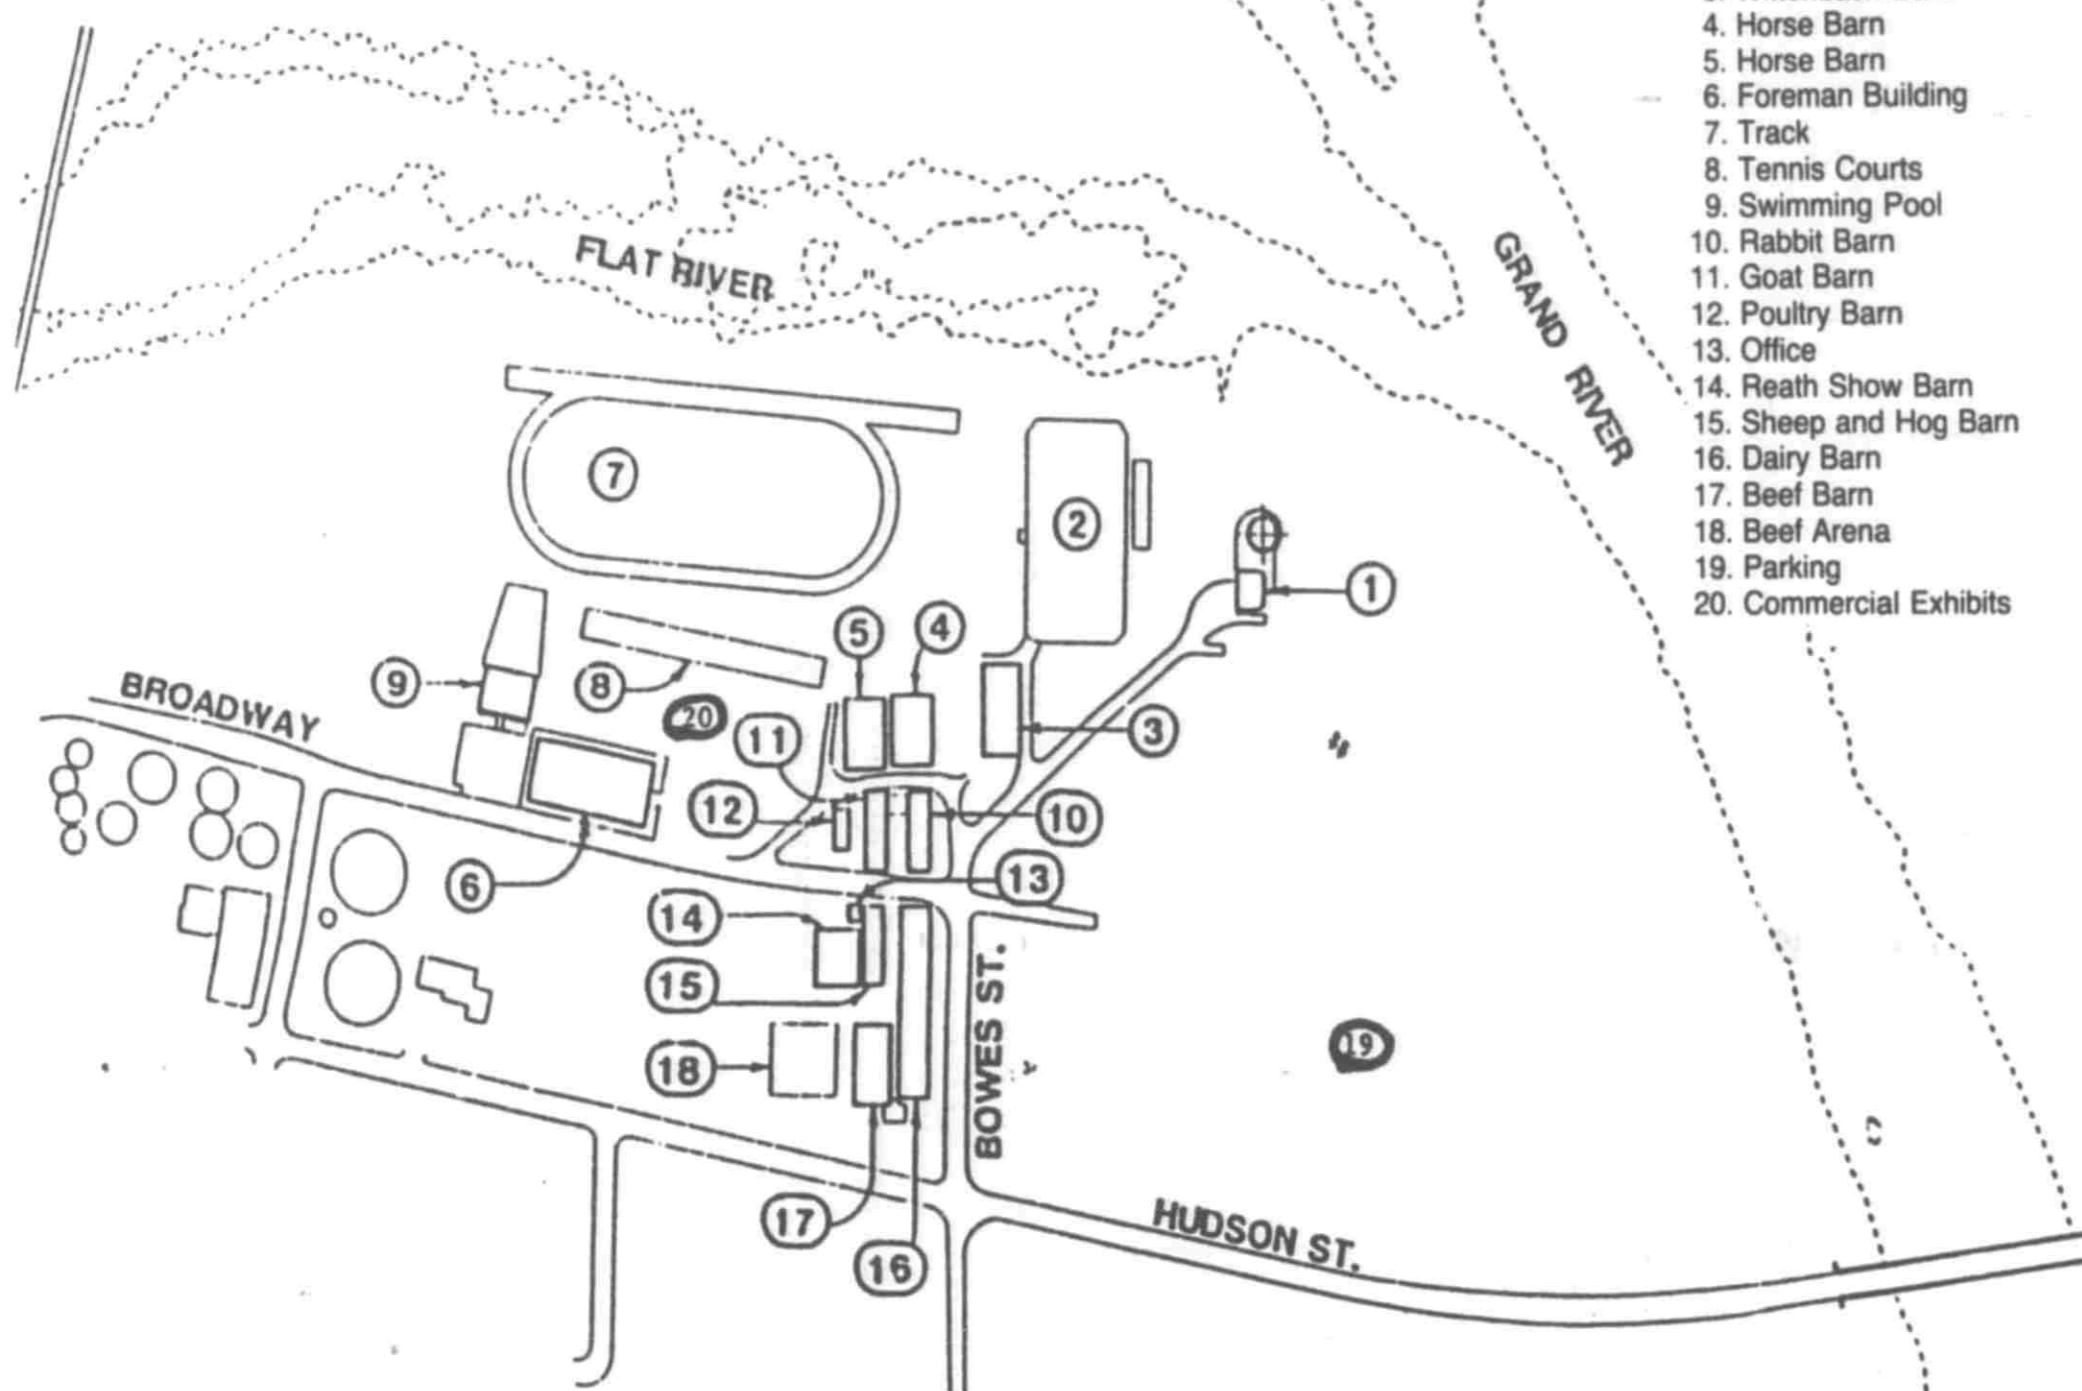 4. Horse Barn
5. Horse Barn
6. Foreman Building
7. Track
8. Tennis Courts
9. Swimming Pool
10. Rabbit Barn
11. Goat Barn
12. Poultry Barn
13. Office
14. Reath Show Barn
15. Sheep and Hog Barn
16. Dairy Barn
17. Beef Barn
18. Beef Arena
19. Parking
20. Commercial Exhibits
FLAT RIVER
GRAND RIVER
7
2
1
5
4
9
8
20
3
BROADWAY
11
12
10
6
13
14
15
BOWES ST.
18
19
17
HUDSON ST.
16